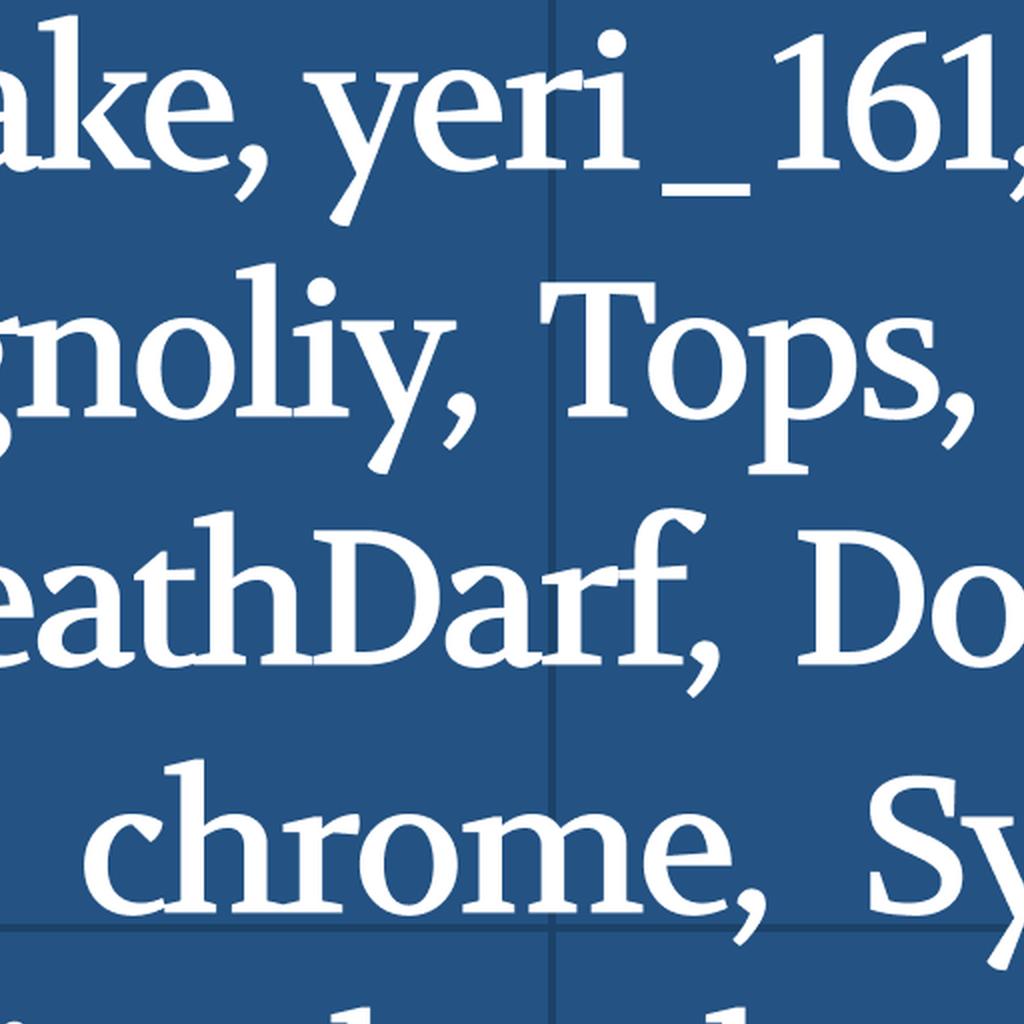 ake, yeri_161,
gnoliy, Tops,
eathDarf, Do
chrome, Sy